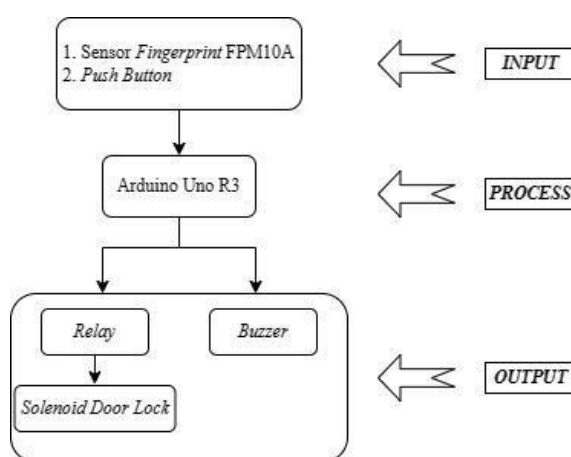 1. Sensor Fingerprint FPM10A
2. Push Button
INPUT
Arduino Uno R3
PROCESS
Relay
Buzzer
Solenoid Door Lock
OUTPUT